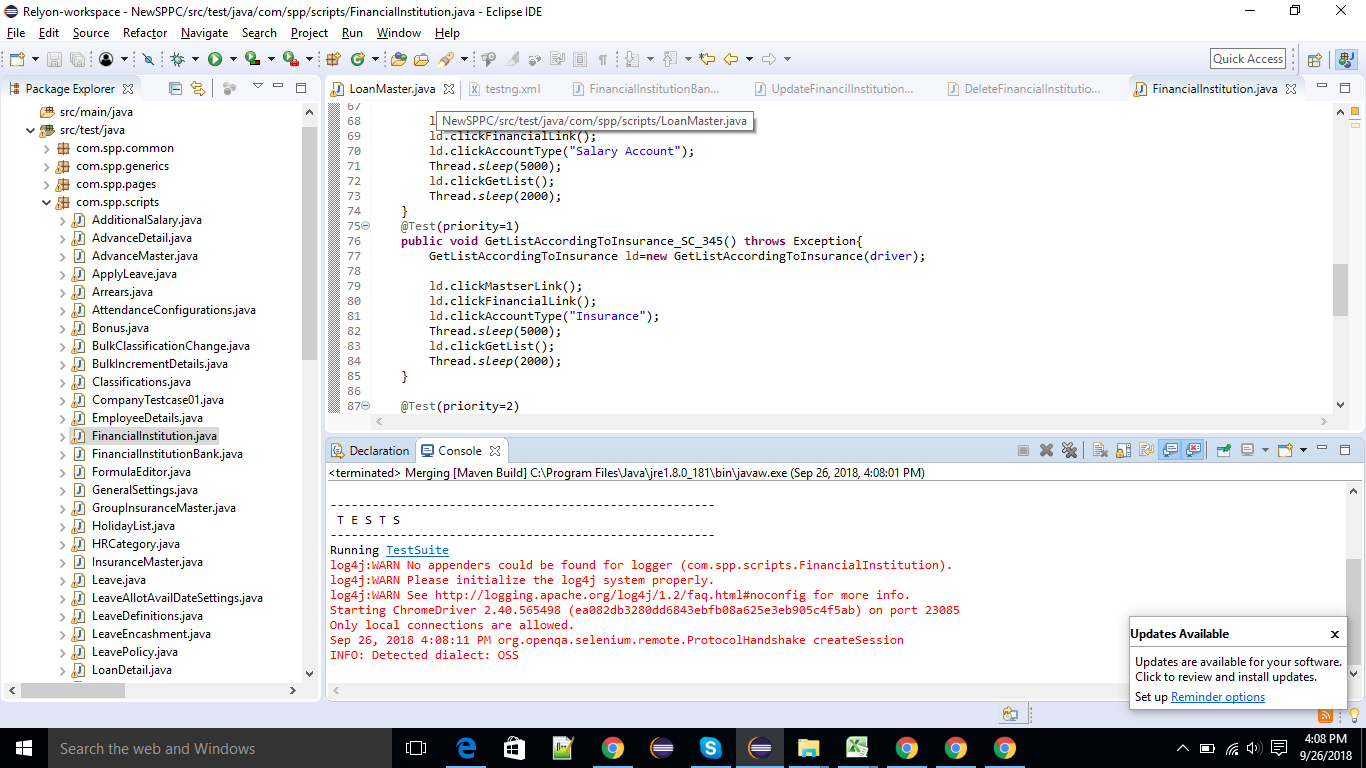 Relyon-workspace - NewSPPC/src/test/java/com/spp/scripts/FinancialInstitution.java - Eclipse IDE
File Edit Source Refactor Navigate Search Project Run Window Help
Quick Access
Package Explorer
src/main/java
src/test/java
com.spp.common
com.spp.generics
com.spp.pages
com.spp.scripts
AdditionalSalary.java
AdvanceDetail.java
AdvanceMaster.java
ApplyLeave.java
Arrears.java
AttendanceConfigurations.java
Bonus.java
BulkClassificationChange.java
BulkIncrementDetails.java
Classifications.java
CompanyTestcase01.java
EmployeeDetails.java
FinancialInstitution.java
FinancialInstitutionBank.java
FormulaEditor.java
GeneralSettings.java
GroupInsuranceMaster.java
HolidayList.java
HRCategory.java
InsuranceMaster.java
Leave.java
LeaveAllotAvailDateSettings.java
LeaveDefinitions.java
LeaveEncashment.java
LeavePolicy.java
LoanDetail.java
LoanMaster.java testng.xml FinancialInstitutionBan... UpdateFinancilInstitution... DeleteFinancialInstitutio... FinancialInstitution.java
NewSPPC/src/test/java/com/spp/scripts/LoanMaster.java
67
68 l
69 ld.clickFinancialLink();
70 ld.clickAccountType("Salary Account");
71 Thread.sleep(5000);
72 ld.clickGetList();
73 Thread.sleep(2000);
74 }
75 @Test(priority=1)
76 public void GetListAccordingToInsurance_SC_345() throws Exception{
77 GetListAccordingToInsurance ld=new GetListAccordingToInsurance(driver);
78
79 ld.clickMastserLink();
80 ld.clickFinancialLink();
81 ld.clickAccountType("Insurance");
82 Thread.sleep(5000);
83 ld.clickGetList();
84 Thread.sleep(2000);
85 }
86
87 @Test(priority=2)
Declaration Console
<terminated> Merging [Maven Build] C:\Program Files\Java\jre1.8.0_181\bin\javaw.exe (Sep 26, 2018, 4:08:01 PM)
-------------------------------------------------------
T E S T S
-------------------------------------------------------
Running TestSuite
log4j:WARN No appenders could be found for logger (com.spp.scripts.FinancialInstitution).
log4j:WARN Please initialize the log4j system properly.
log4j:WARN See http://logging.apache.org/log4j/1.2/faq.html#noconfig for more info.
Starting ChromeDriver 2.40.565498 (ea082db3280dd6843ebfb08a625e3eb905c4f5ab) on port 23085
Only local connections are allowed.
Sep 26, 2018 4:08:11 PM org.openqa.selenium.remote.ProtocolHandshake createSession
INFO: Detected dialect: OSS
Updates Available
Updates are available for your software.
Click to review and install updates.
Set up Reminder options
Search the web and Windows
4:08 PM
9/26/2018